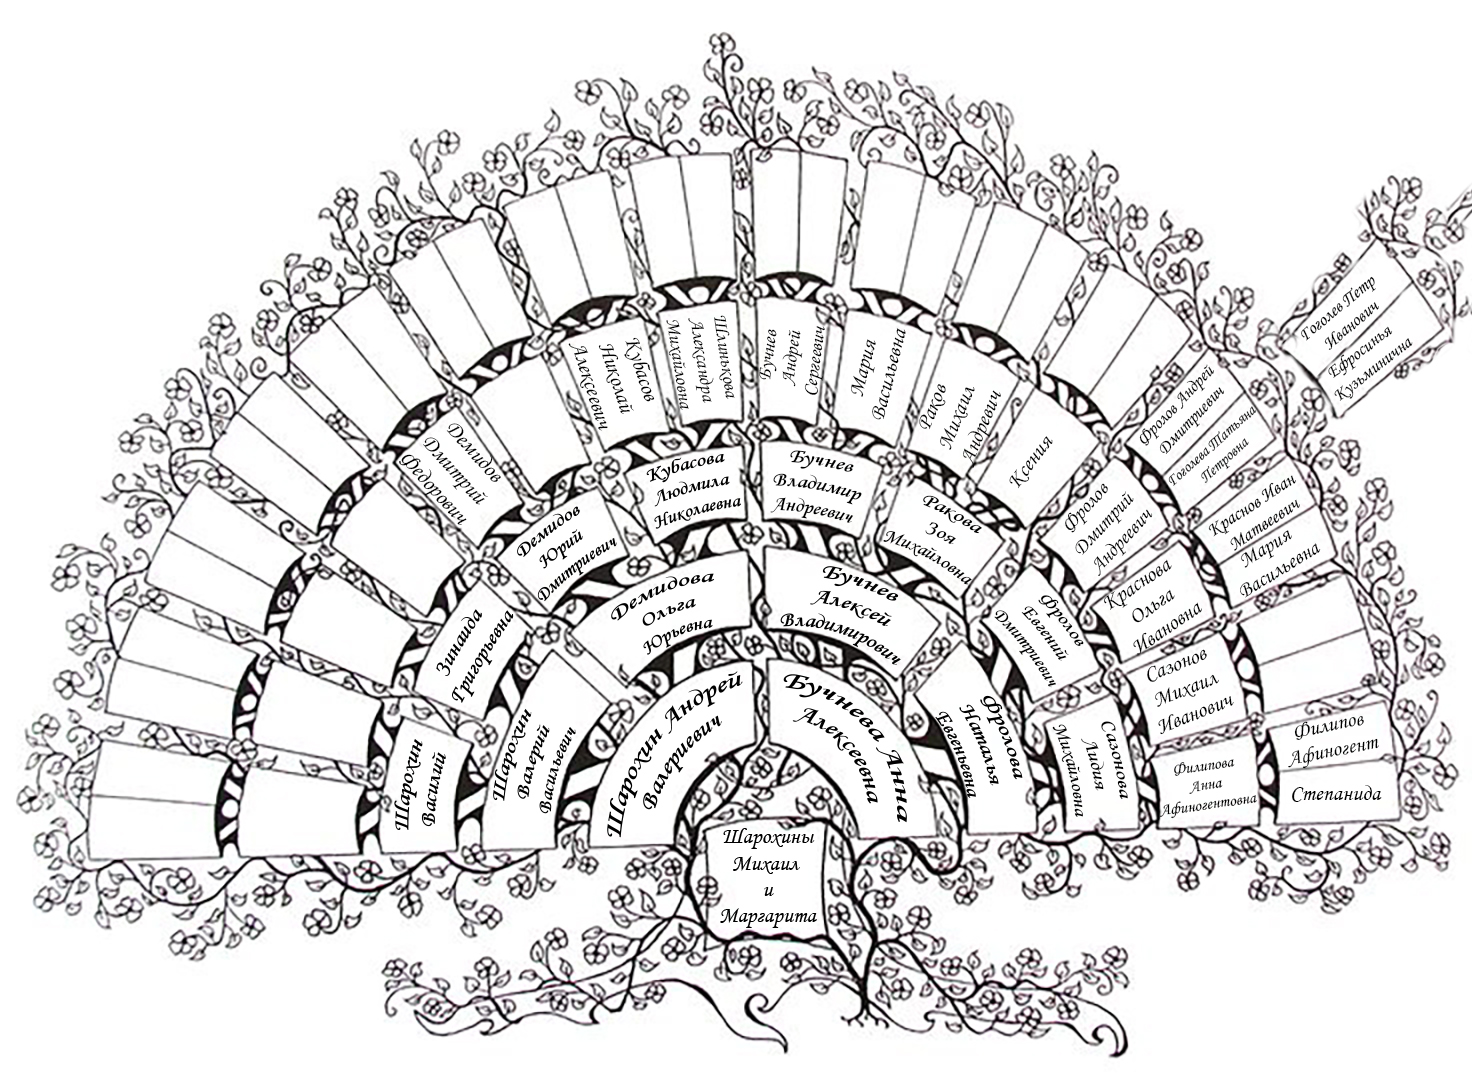 Шарохины
Михаил
и
Маргарита
Шарохин Андрей
Валериевич
Бучнева Анна
Алексеевна
Шарохин
Валерий
Васильевич
Демидова
Ольга
Юрьевна
Бучнев
Алексей
Владимирович
Фролова
Наталья
Евгеньевна
Шарохин
Василий
Зинаида
Григорьевна
Демидов
Юрий
Дмитриевич
Кубасова
Людмила
Николаевна
Бучнев
Владимир
Андреевич
Ракова
Зоя
Михайловна
Фролов
Евгений
Дмитриевич
Сазонова
Лидия
Михайловна
Демидов
Дмитрий
Федорович
Кубасов
Николай
Алексеевич
Шлинькова
Александра
Михайловна
Бучнев
Андрей
Сергеевич
Мария
Васильевна
Раков
Михаил
Андреевич
Ксения
Фролов
Дмитрий
Андреевич
Краснова
Ольга
Ивановна
Сазонов
Михаил
Иванович
Филипова
Анна
Афиногентовна
Фролов Андрей
Дмитриевич
Гоголева Татьяна
Петровна
Краснов Иван
Матвеевич
Мария
Васильевна
Филипов
Афиногент
Степанида
Гоголев Петр
Иванович
Ефросинья
Кузьминична